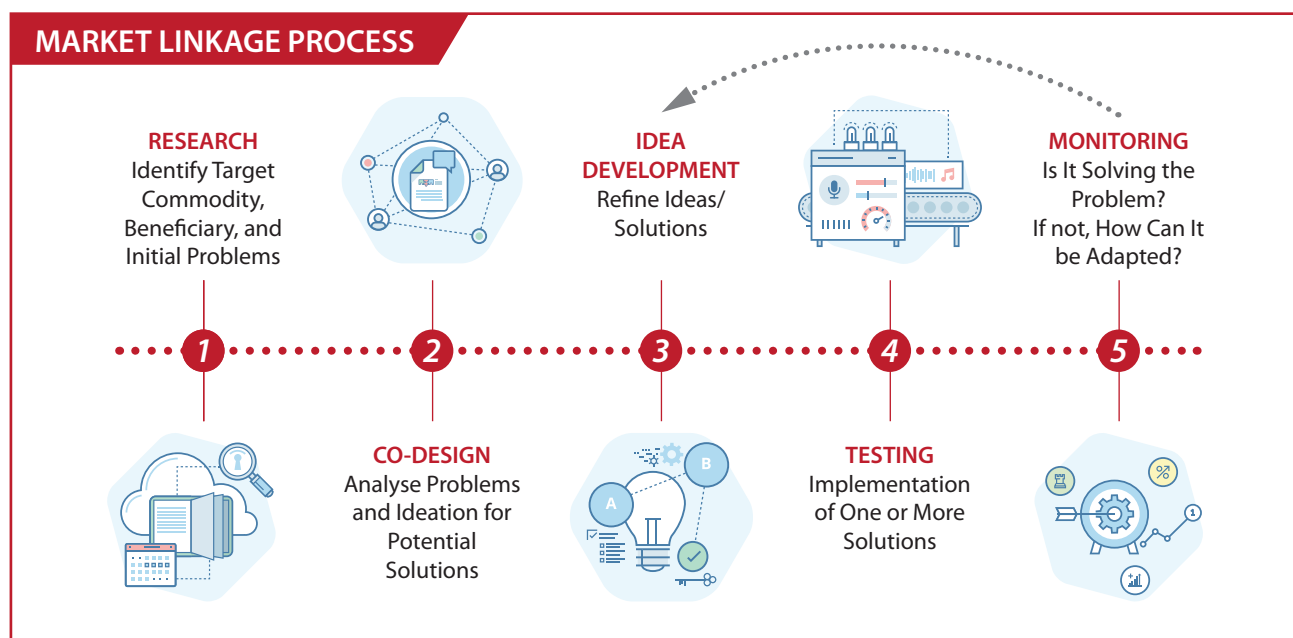 MARKET LINKAGE PROCESS
RESEARCH
Identify Target
Commodity,
Beneficiary, and
Initial Problems
1
2
CO-DESIGN
Analyse Problems
and Ideation for
Potential
Solutions
IDEA
DEVELOPMENT
Refine Ideas/
Solutions
3
A
B
4
TESTING
Implementation
of One or More
Solutions
MONITORING
Is It Solving the
Problem?
If not, How Can It
be Adapted?
5
%
1